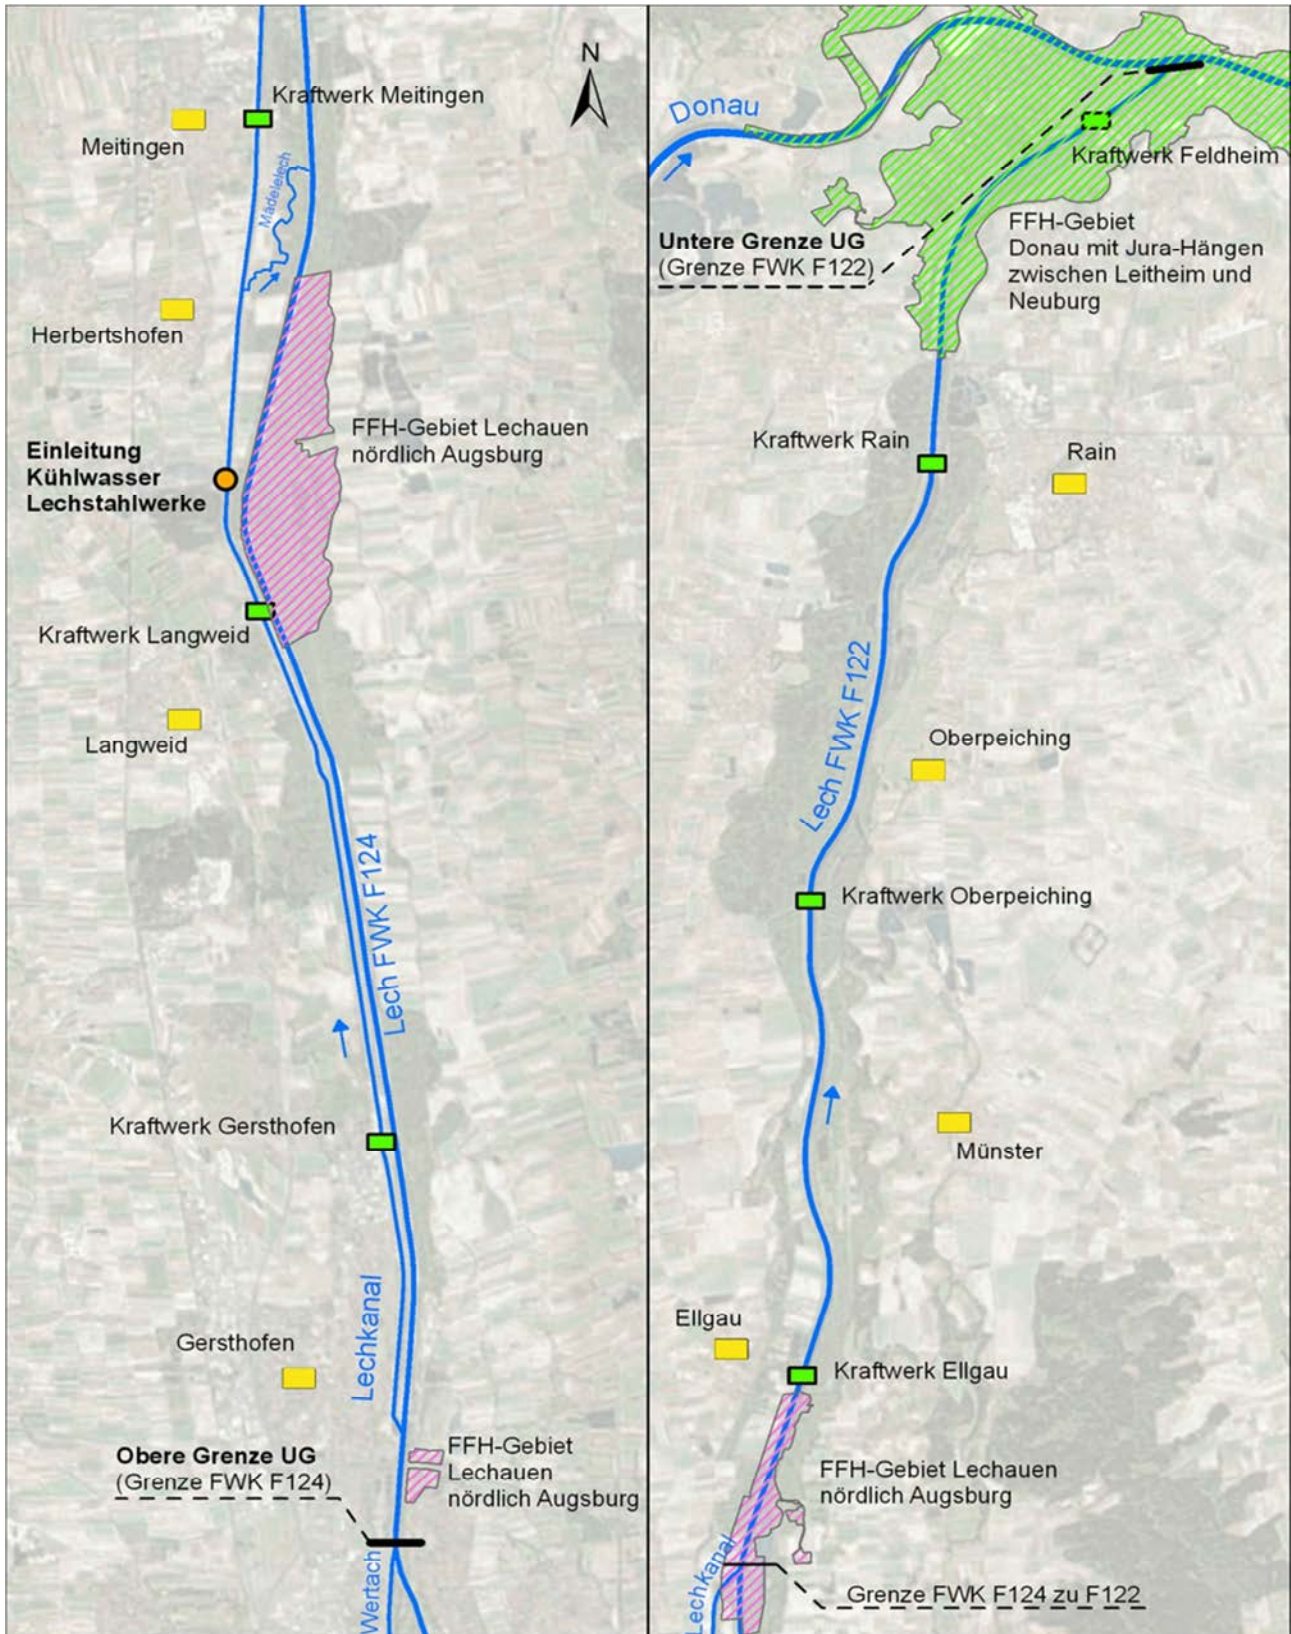 N
Kraftwerk Meitingen
Meitingen
Mädelelech
Herbertshofen
FFH-Gebiet Lechauen
nördlich Augsburg
Einleitung
Kühlwasser
Lechstahlwerke
Kraftwerk Langweid
Langweid
Lech FWK F124
Kraftwerk Gersthofen
Lechkanal
Gersthofen
Obere Grenze UG
(Grenze FWK F124)
FFH-Gebiet
Lechauen
nördlich Augsburg
Wertach
Donau
Kraftwerk Feldheim
Untere Grenze UG
(Grenze FWK F122)
FFH-Gebiet
Donau mit Jura-Hängen
zwischen Leitheim und
Neuburg
Kraftwerk Rain
Rain
Lech FWK F122
Oberpeiching
Kraftwerk Oberpeiching
Münster
Ellgau
Kraftwerk Ellgau
FFH-Gebiet Lechauen
nördlich Augsburg
Lechkanal
Grenze FWK F124 zu F122